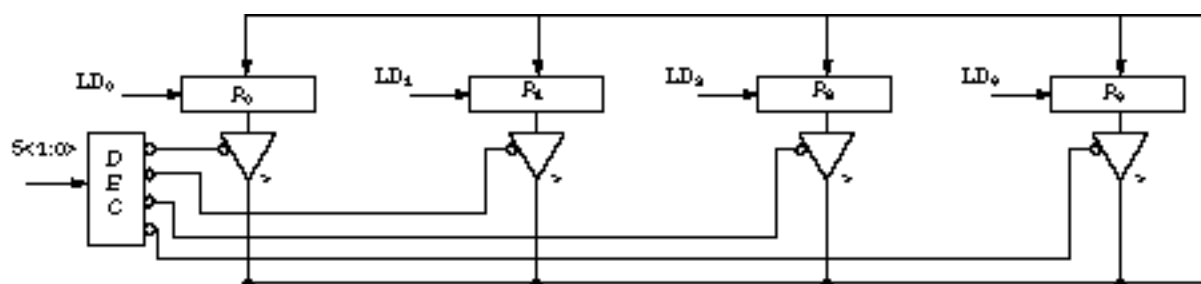 LD₀
R₀
LD₁
R₁
LD₂
R₂
LD₃
R₃
S<1:0>
D
E
C